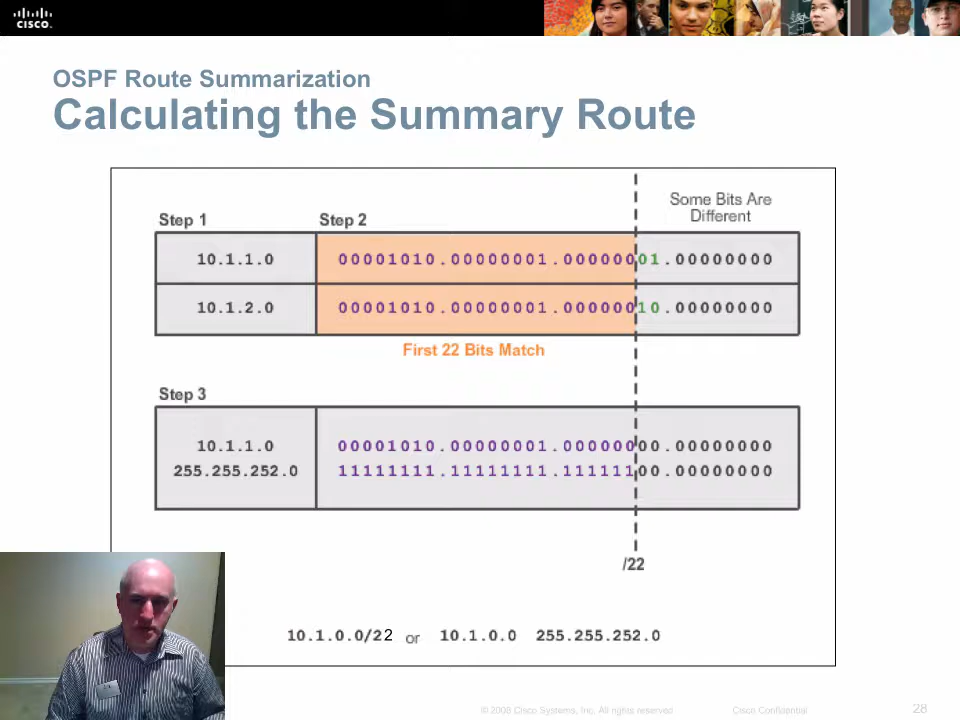 CISCO
OSPF Route Summarization
Calculating the Summary Route
Some Bits Are
Different
Step 1
Step 2
10.1.1.0
00001010.00000001.00000001.00000000
10.1.2.0
00001010.00000001.00000010.00000000
First 22 Bits Match
Step 3
10.1.1.0
00001010.00000001.00000000.00000000
255.255.252.0
11111111.11111111.11111100.00000000
/22
10.1.0.0/22 or 10.1.0.0 255.255.252.0
© 2008 Cisco Systems, Inc. All rights reserved
Cisco Confidential
28